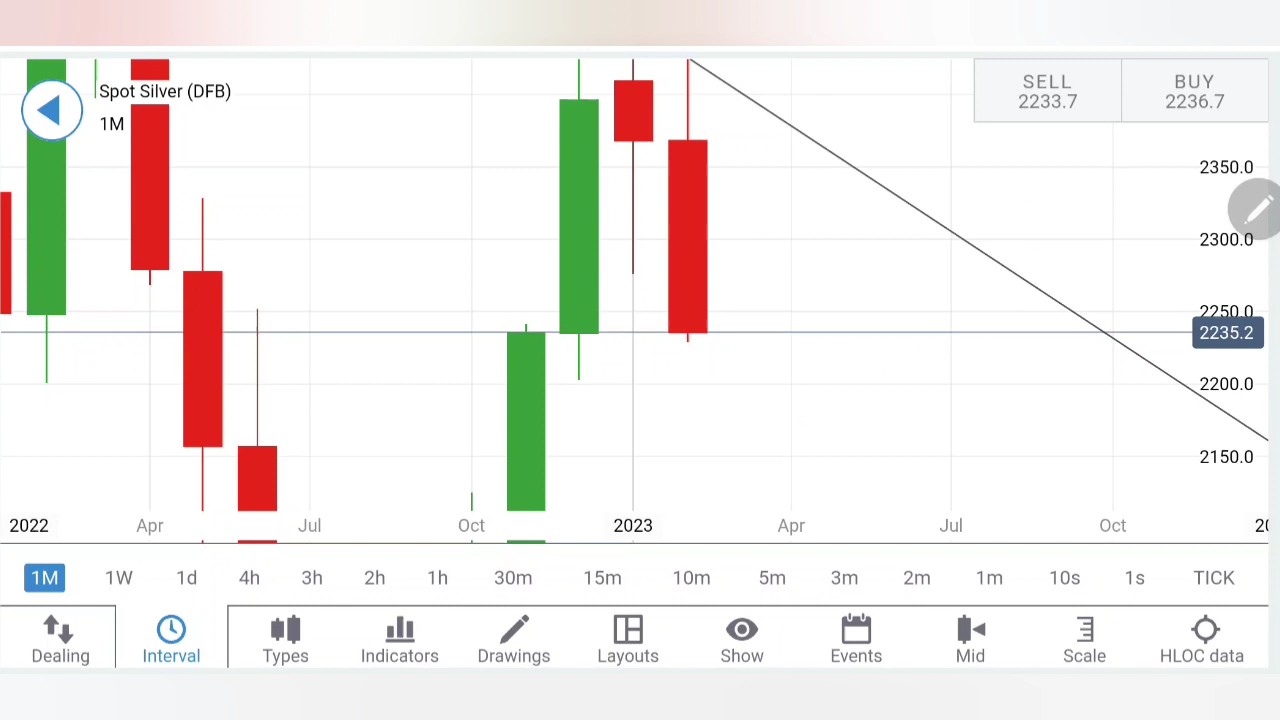 Spot Silver (DFB)
1M
SELL
2233.7
BUY
2236.7
2350.0
2300.0
2250.0
2235.2
2200.0
2150.0
2022 Apr Jul Oct 2023 Apr Jul Oct
1M 1W 1d 4h 3h 2h 1h 30m 15m 10m 5m 3m 2m 1m 10s 1s TICK
Dealing Interval Types Indicators Drawings Layouts Show Events Mid Scale HLOC data